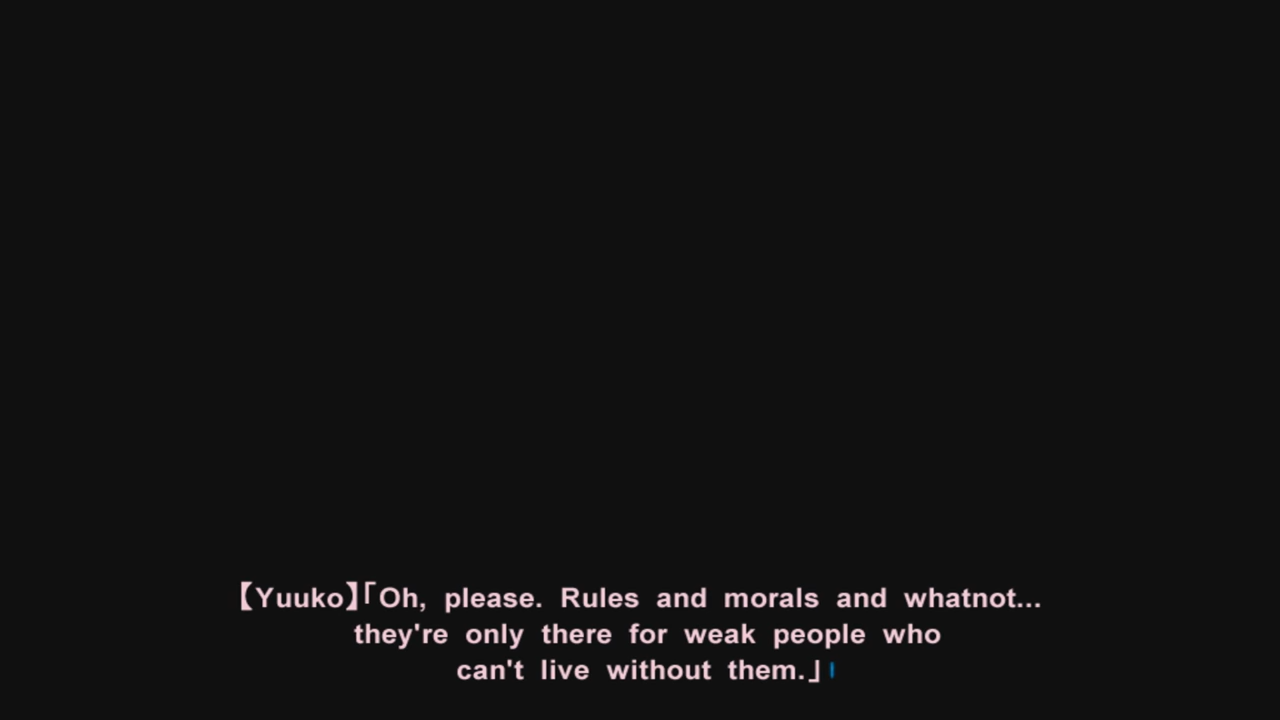 【Yuuko】「Oh, please. Rules and morals and whatnot...
they're only there for weak people who
can't live without them.」